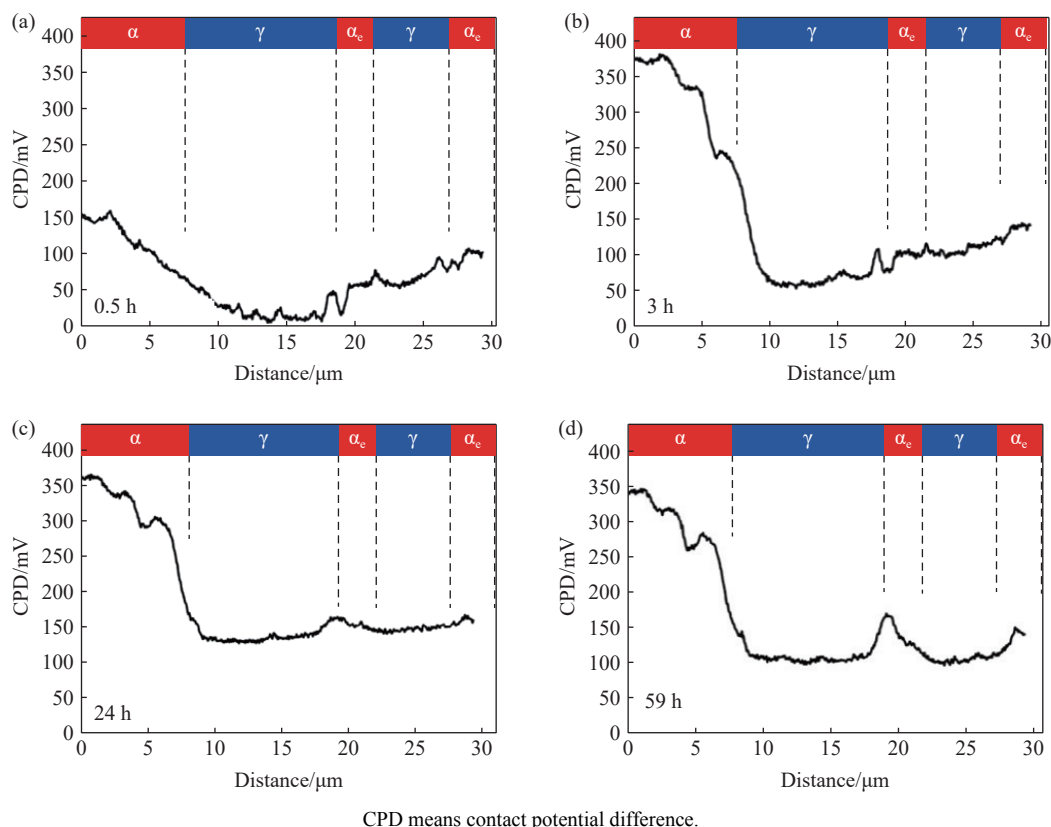 (a)
α γ αe γ αe
400
350
300
250
200
150
100
50
0
CPD/mV
0.5 h
0 5 10 15 20 25 30
Distance/μm
(b)
α γ αe γ αe
400
350
300
250
200
150
100
50
0
CPD/mV
3 h
0 5 10 15 20 25 30
Distance/μm
(c)
α γ αe γ αe
400
350
300
250
200
150
100
50
0
CPD/mV
24 h
0 5 10 15 20 25 30
Distance/μm
(d)
α γ αe γ αe
400
350
300
250
200
150
100
50
0
CPD/mV
59 h
0 5 10 15 20 25 30
Distance/μm
CPD means contact potential difference.